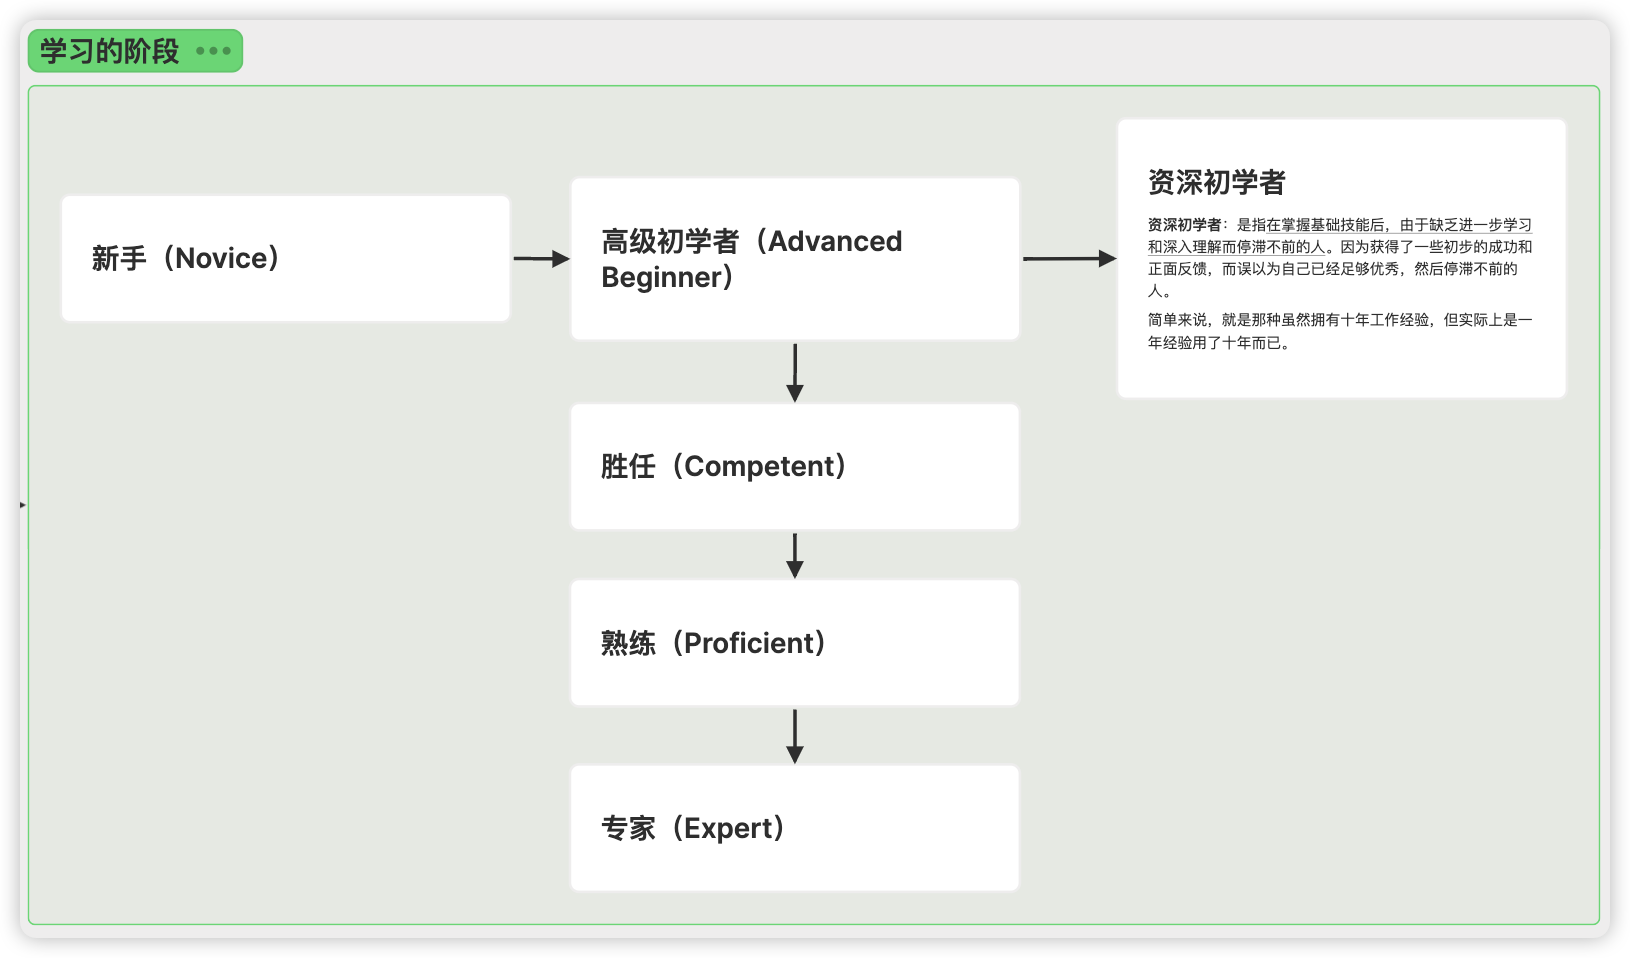 学习的阶段
新手（Novice）
高级初学者（Advanced
Beginner）
资深初学者
资深初学者：是指在掌握基础技能后，由于缺乏进一步学习
和深入理解而停滞不前的人。因为获得了一些初步的成功和
正面反馈，而误以为自己已经足够优秀，然后停滞不前的
人。
简单来说，就是那种虽然拥有十年工作经验，但实际上是一
年经验用了十年而已。
胜任（Competent）
熟练（Proficient）
专家（Expert）